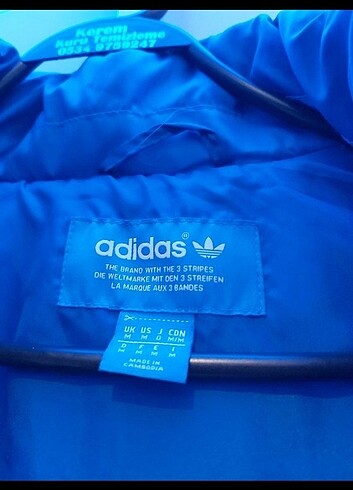 Kerem
Kuru Temizleme
0534 9759247
adidas®
THE BRAND WITH THE 3 STRIPES
DIE WELTMARKE MIT DEN 3 STREIFEN
LA MARQUE AUX 3 BANDES
UK US J CDN
M M O M/M
D F E I
M M M M
MADE IN
CAMBODIA